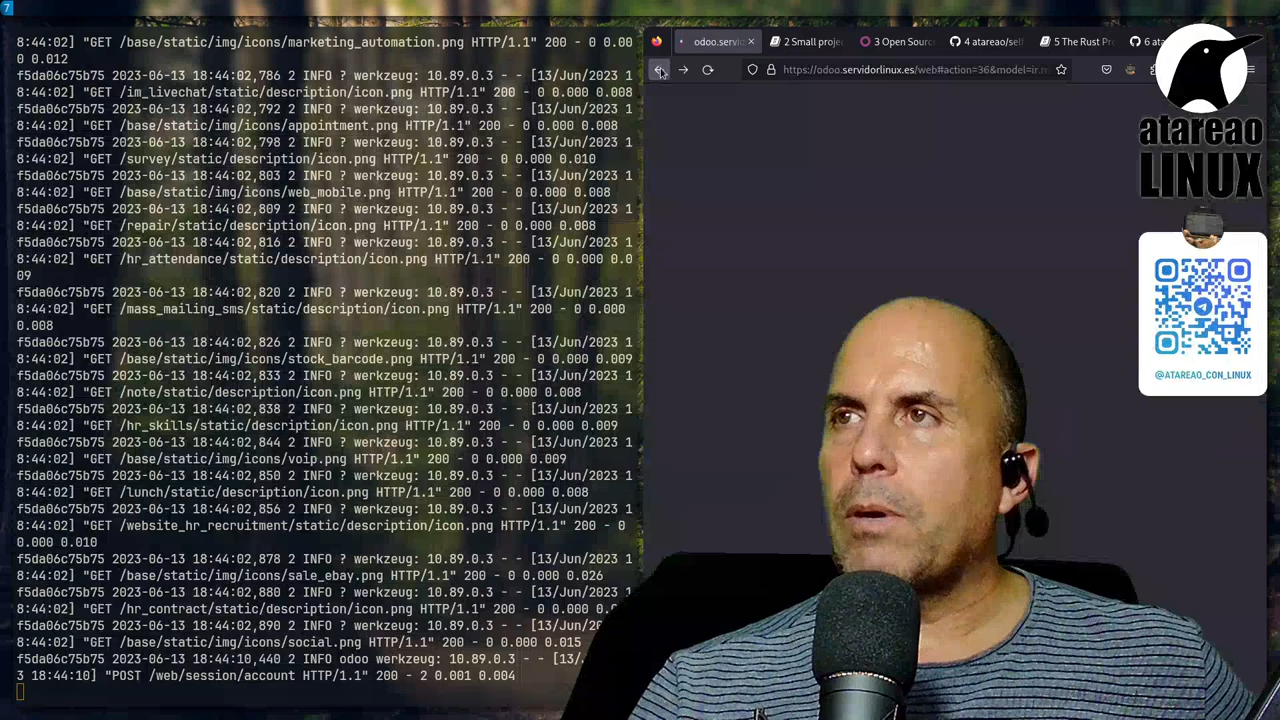 7
8:44:02] "GET /base/static/img/icons/marketing_automation.png HTTP/1.1" 200 - 0 0.00
0 0.012
f5da06c75b75 2023-06-13 18:44:02,786 2 INFO ? werkzeug: 10.89.0.3 - - [13/Jun/2023 1
8:44:02] "GET /im_livechat/static/description/icon.png HTTP/1.1" 200 - 0 0.000 0.008
f5da06c75b75 2023-06-13 18:44:02,792 2 INFO ? werkzeug: 10.89.0.3 - - [13/Jun/2023 1
8:44:02] "GET /base/static/img/icons/appointment.png HTTP/1.1" 200 - 0 0.000 0.008
f5da06c75b75 2023-06-13 18:44:02,798 2 INFO ? werkzeug: 10.89.0.3 - - [13/Jun/2023 1
8:44:02] "GET /survey/static/description/icon.png HTTP/1.1" 200 - 0 0.000 0.010
f5da06c75b75 2023-06-13 18:44:02,803 2 INFO ? werkzeug: 10.89.0.3 - - [13/Jun/2023 1
8:44:02] "GET /base/static/img/icons/web_mobile.png HTTP/1.1" 200 - 0 0.000 0.008
f5da06c75b75 2023-06-13 18:44:02,809 2 INFO ? werkzeug: 10.89.0.3 - - [13/Jun/2023 1
8:44:02] "GET /repair/static/description/icon.png HTTP/1.1" 200 - 0 0.000 0.008
f5da06c75b75 2023-06-13 18:44:02,816 2 INFO ? werkzeug: 10.89.0.3 - - [13/Jun/2023 1
8:44:02] "GET /hr_attendance/static/description/icon.png HTTP/1.1" 200 - 0 0.000 0.0
09
f5da06c75b75 2023-06-13 18:44:02,820 2 INFO ? werkzeug: 10.89.0.3 - - [13/Jun/2023 1
8:44:02] "GET /mass_mailing_sms/static/description/icon.png HTTP/1.1" 200 - 0 0.000
0.008
f5da06c75b75 2023-06-13 18:44:02,826 2 INFO ? werkzeug: 10.89.0.3 - - [13/Jun/2023 1
8:44:02] "GET /base/static/img/icons/stock_barcode.png HTTP/1.1" 200 - 0 0.000 0.009
f5da06c75b75 2023-06-13 18:44:02,833 2 INFO ? werkzeug: 10.89.0.3 - - [13/Jun/2023 1
8:44:02] "GET /note/static/description/icon.png HTTP/1.1" 200 - 0 0.000 0.008
f5da06c75b75 2023-06-13 18:44:02,838 2 INFO ? werkzeug: 10.89.0.3 - - [13/Jun/2023 1
8:44:02] "GET /hr_skills/static/description/icon.png HTTP/1.1" 200 - 0 0.000 0.009
f5da06c75b75 2023-06-13 18:44:02,844 2 INFO ? werkzeug: 10.89.0.3 - - [13/Jun/2023 1
8:44:02] "GET /base/static/img/icons/voip.png HTTP/1.1" 200 - 0 0.000 0.009
f5da06c75b75 2023-06-13 18:44:02,850 2 INFO ? werkzeug: 10.89.0.3 - - [13/Jun/2023 1
8:44:02] "GET /lunch/static/description/icon.png HTTP/1.1" 200 - 0 0.000 0.008
f5da06c75b75 2023-06-13 18:44:02,856 2 INFO ? werkzeug: 10.89.0.3 - - [13/Jun/2023 1
8:44:02] "GET /website_hr_recruitment/static/description/icon.png HTTP/1.1" 200 - 0
0.000 0.010
f5da06c75b75 2023-06-13 18:44:02,878 2 INFO ? werkzeug: 10.89.0.3 - - [13/Jun/2023 1
8:44:02] "GET /base/static/img/icons/sale_ebay.png HTTP/1.1" 200 - 0 0.000 0.026
f5da06c75b75 2023-06-13 18:44:02,880 2 INFO ? werkzeug: 10.89.0.3 - - [13/Jun/2023 1
8:44:02] "GET /hr_contract/static/description/icon.png HTTP/1.1" 200 - 0 0.000 0.0
f5da06c75b75 2023-06-13 18:44:02,890 2 INFO ? werkzeug: 10.89.0.3 - - [13/Jun/20
8:44:02] "GET /base/static/img/icons/social.png HTTP/1.1" 200 - 0 0.000 0.015
f5da06c75b75 2023-06-13 18:44:10,440 2 INFO odoo werkzeug: 10.89.0.3 - - [13/
3 18:44:10] "POST /web/session/account HTTP/1.1" 200 - 2 0.001 0.004
odoo.servid 2 Small proje 3 Open Source 4 atareao/self 5 The Rust Pr 6 at
https://odoo.servidorlinux.es/web#action=36&model=ir.m
atareao
LINUX
@ATAREAO_CON_LINUX